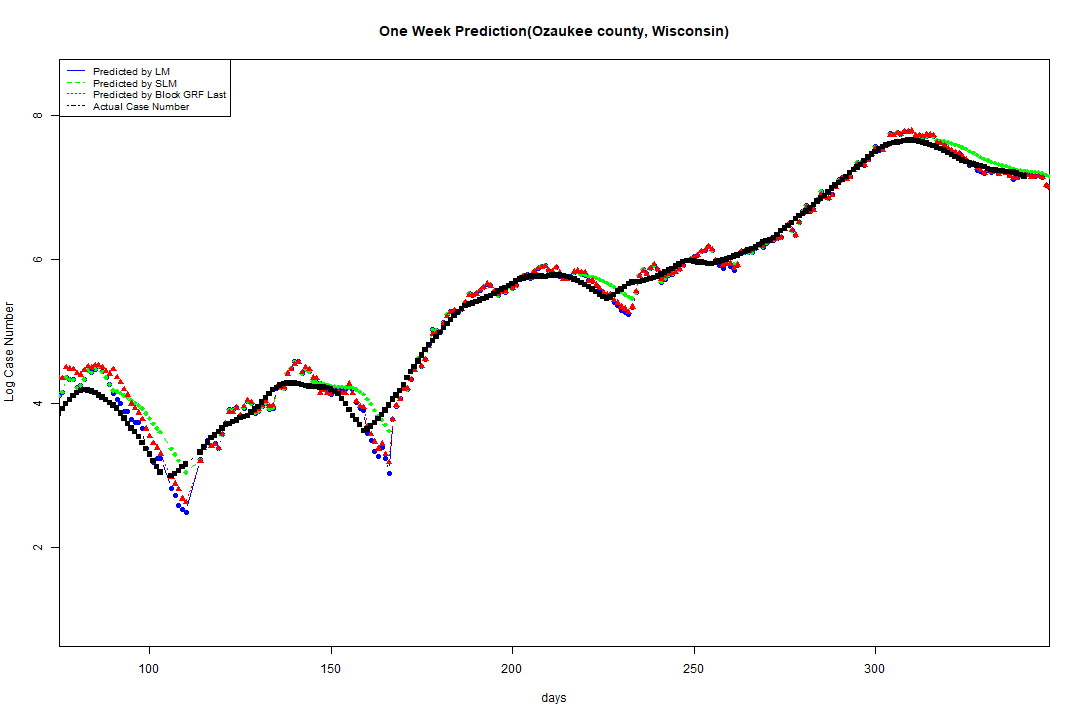 One Week Prediction(Ozaukee county, Wisconsin)
Predicted by LM
Predicted by SLM
Predicted by Block GRF Last
Actual Case Number
8
6
4
2
Log Case Number
100 150 200 250 300
days